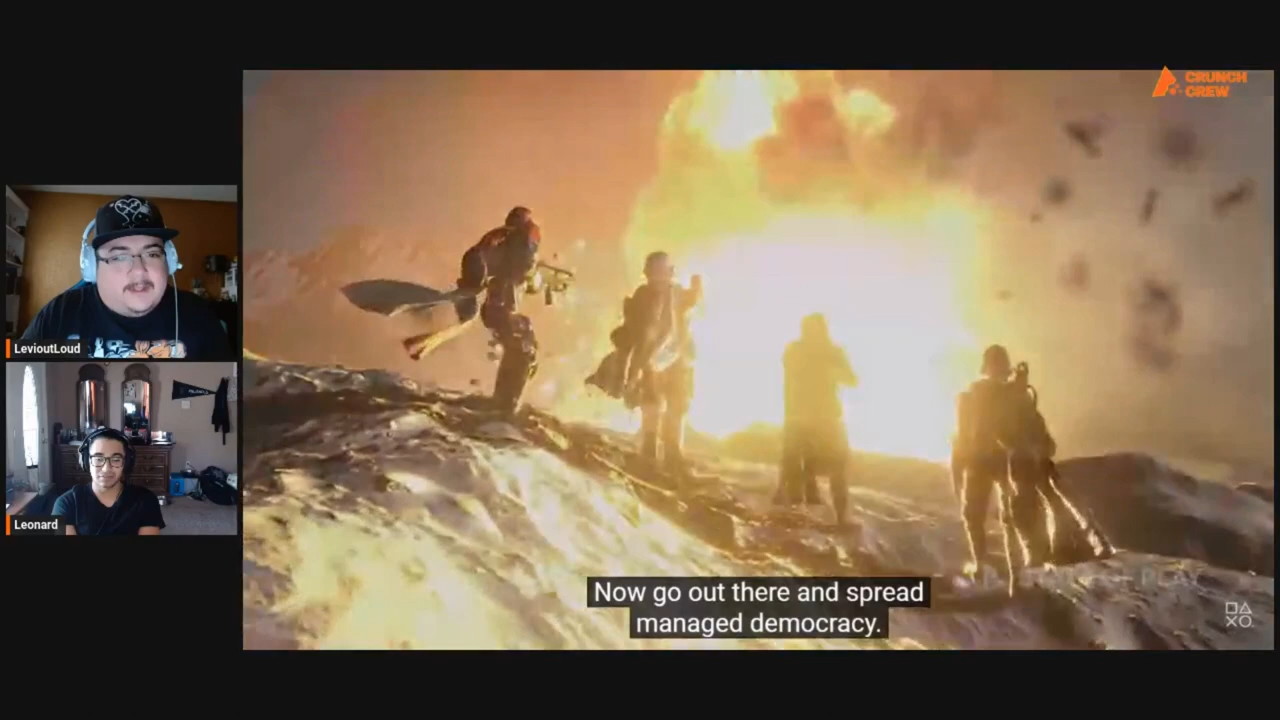 CRUNCH
CREW
LevioutLoud
Leonard
Now go out there and spread
managed democracy.